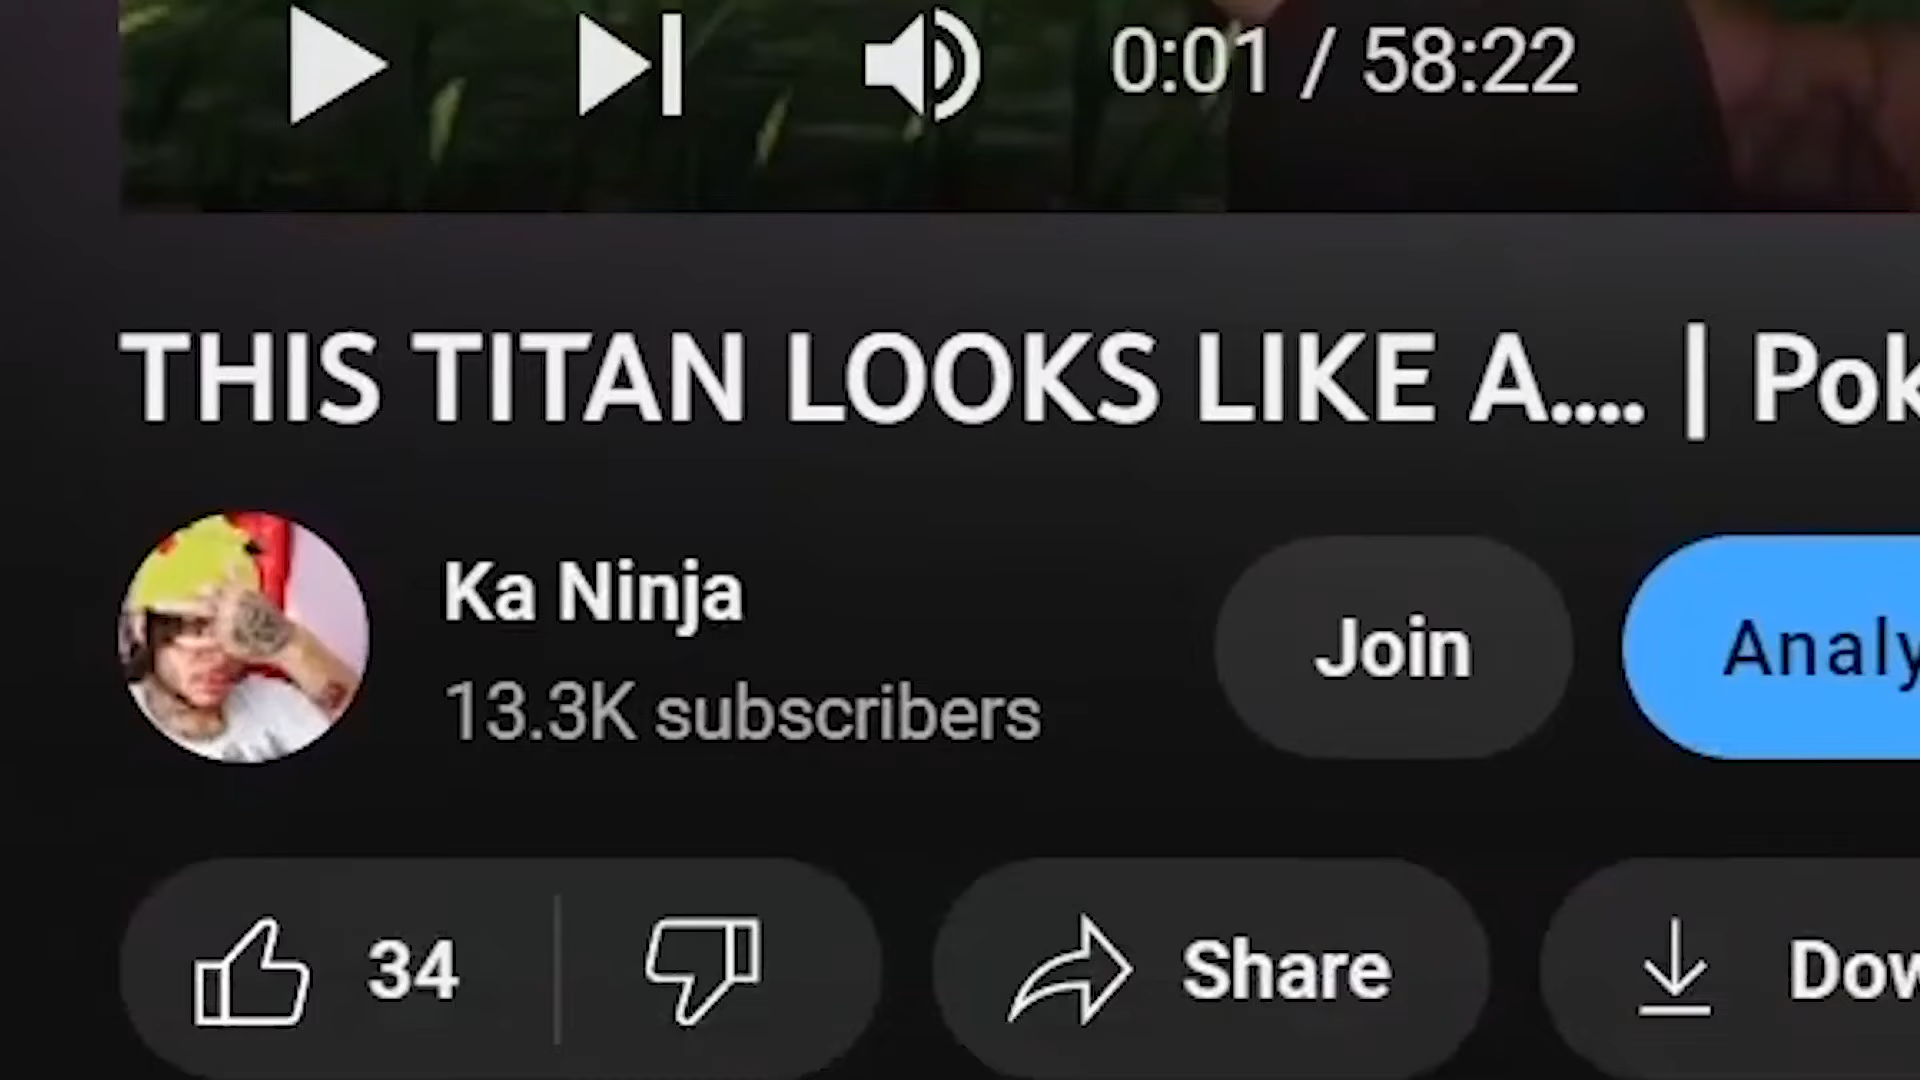 0:01 / 58:22
THIS TITAN LOOKS LIKE A.... | Pok
Ka Ninja
13.3K subscribers
Join
Analy
34
Share
Dow